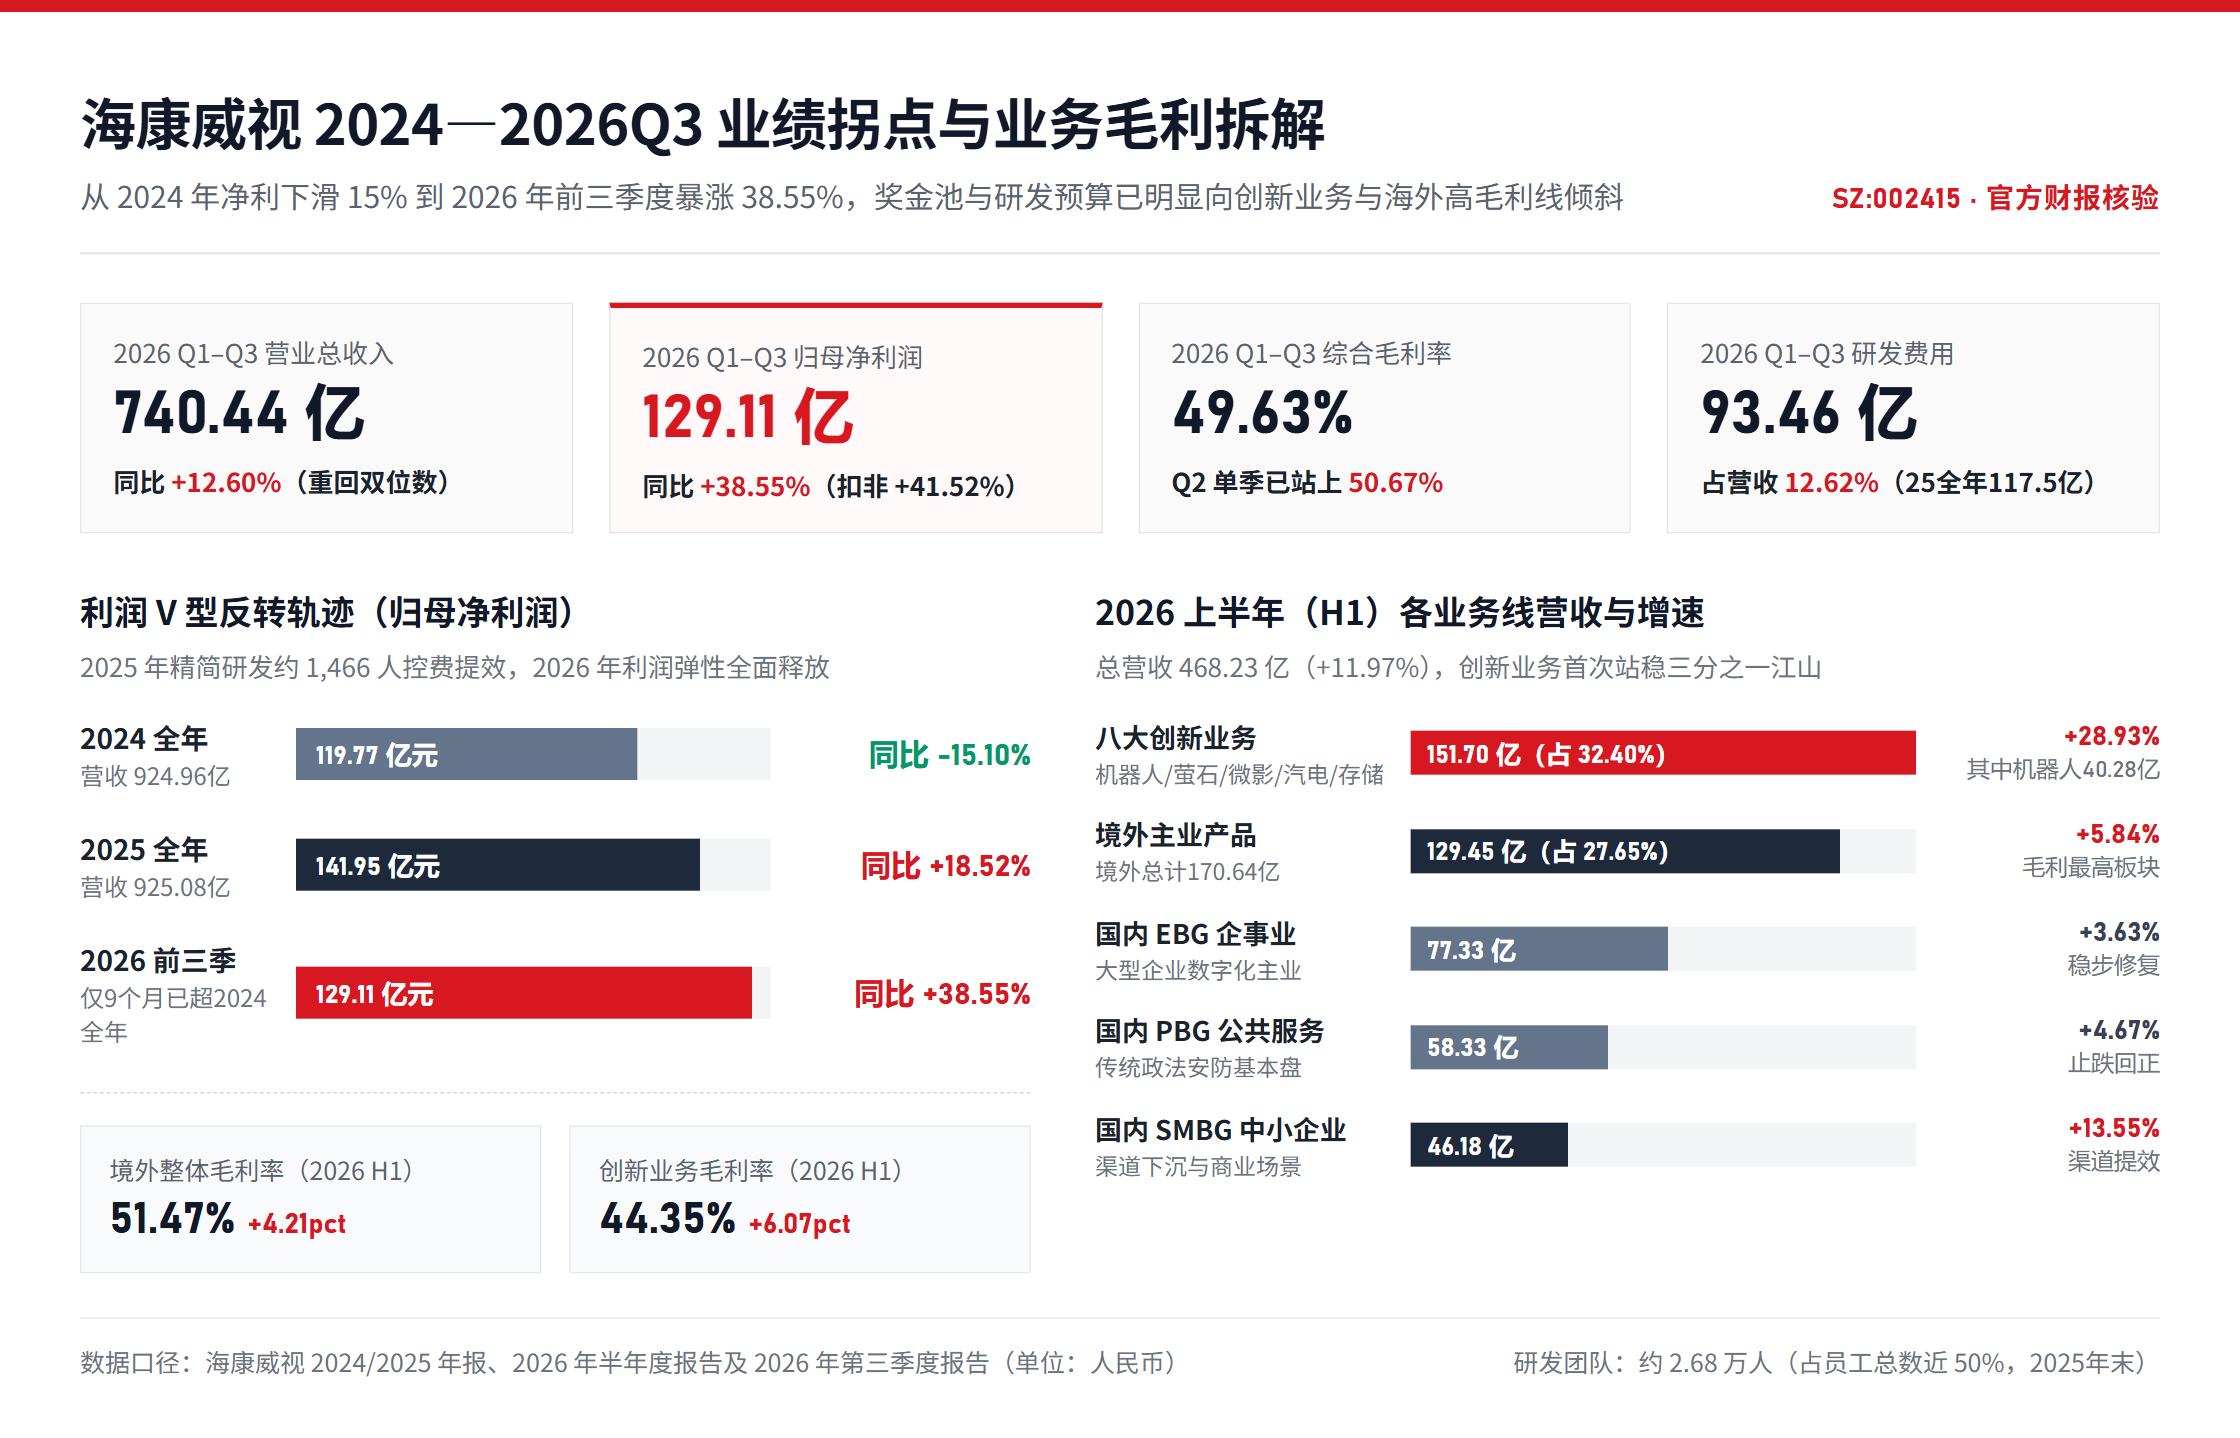 海康威视 2024—2026Q3 业绩拐点与业务毛利拆解
从 2024 年净利下滑 15% 到 2026 年前三季度暴涨 38.55%，奖金池与研发预算已明显向创新业务与海外高毛利线倾斜
SZ:002415 · 官方财报核验
2026 Q1–Q3 营业总收入
740.44 亿
同比 +12.60%（重回双位数）
2026 Q1–Q3 归母净利润
129.11 亿
同比 +38.55%（扣非 +41.52%）
2026 Q1–Q3 综合毛利率
49.63%
Q2 单季已站上 50.67%
2026 Q1–Q3 研发费用
93.46 亿
占营收 12.62%（25全年117.5亿）
利润 V 型反转轨迹（归母净利润）
2025 年精简研发约 1,466 人控费提效，2026 年利润弹性全面释放
2024 全年
营收 924.96亿
119.77 亿元
同比 -15.10%
2025 全年
营收 925.08亿
141.95 亿元
同比 +18.52%
2026 前三季
仅9个月已超2024
全年
129.11 亿元
同比 +38.55%
境外整体毛利率（2026 H1）
51.47% +4.21pct
创新业务毛利率（2026 H1）
44.35% +6.07pct
2026 上半年（H1）各业务线营收与增速
总营收 468.23 亿（+11.97%），创新业务首次站稳三分之一江山
八大创新业务
机器人/萤石/微影/汽电/存储
151.70 亿（占 32.40%）
+28.93%
其中机器人40.28亿
境外主业产品
境外总计170.64亿
129.45 亿（占 27.65%）
+5.84%
毛利最高板块
国内 EBG 企事业
大型企业数字化主业
77.33 亿
+3.63%
稳步修复
国内 PBG 公共服务
传统政法安防基本盘
58.33 亿
+4.67%
止跌回正
国内 SMBG 中小企业
渠道下沉与商业场景
46.18 亿
+13.55%
渠道提效
数据口径：海康威视 2024/2025 年报、2026 年半年度报告及 2026 年第三季度报告（单位：人民币）
研发团队：约 2.68 万人（占员工总数近 50%，2025年末）